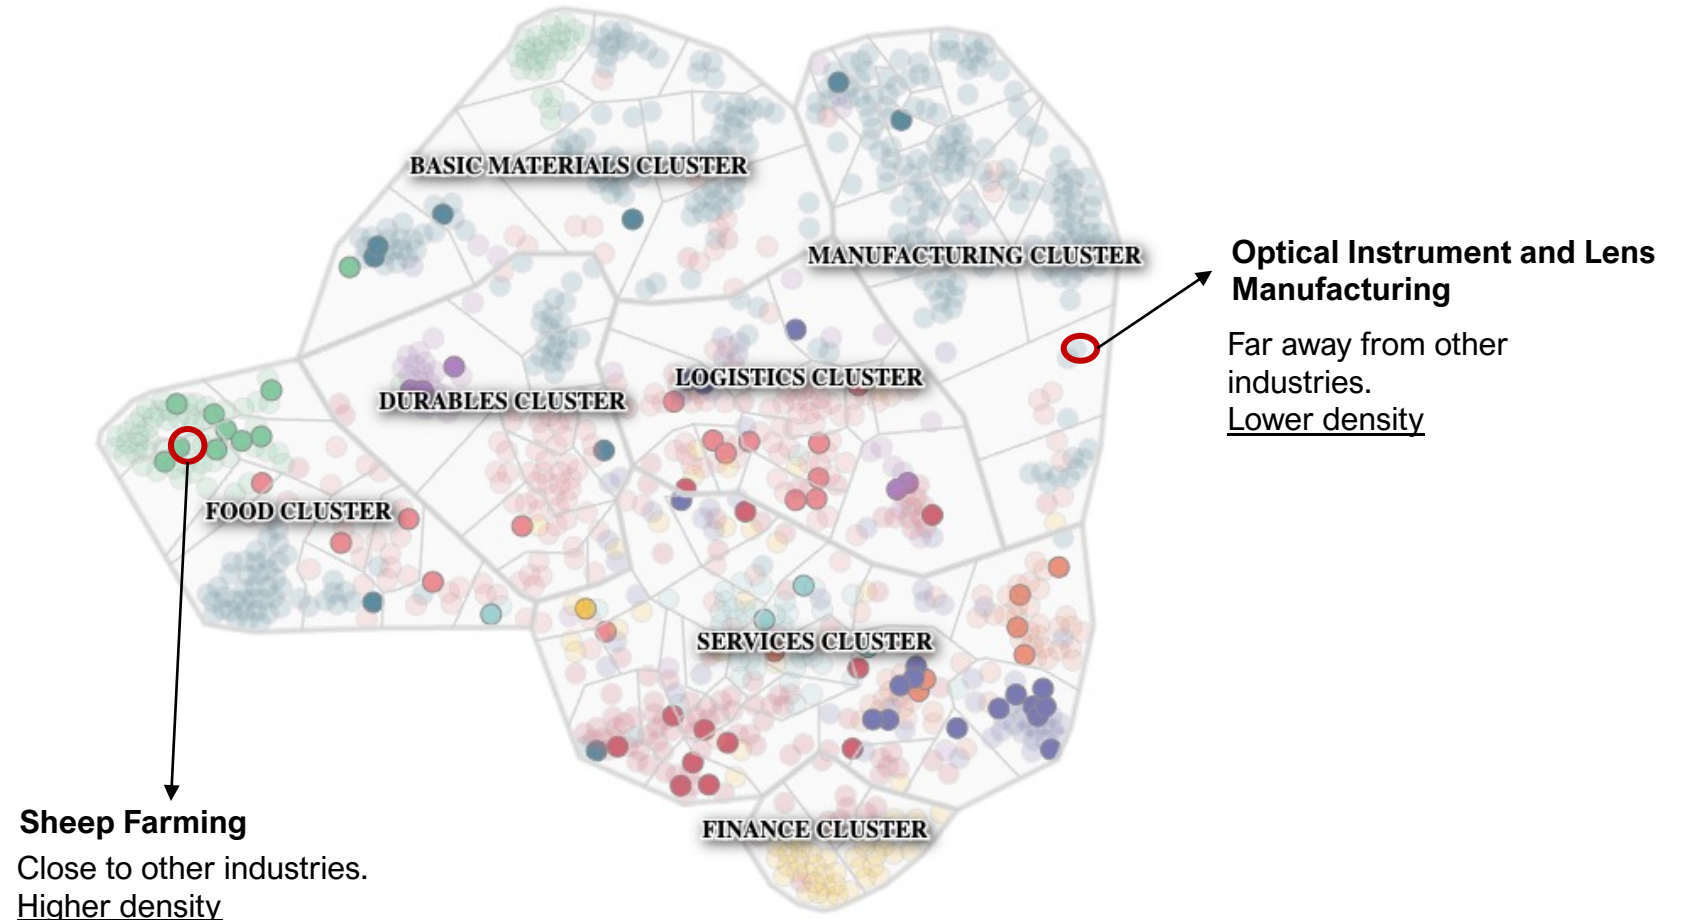 BASIC MATERIALS CLUSTER
MANUFACTURING CLUSTER
Optical Instrument and Lens
Manufacturing
Far away from other
industries.
Lower density
LOGISTICS CLUSTER
DURABLES CLUSTER
FOOD CLUSTER
SERVICES CLUSTER
FINANCE CLUSTER
Sheep Farming
Close to other industries.
Higher density